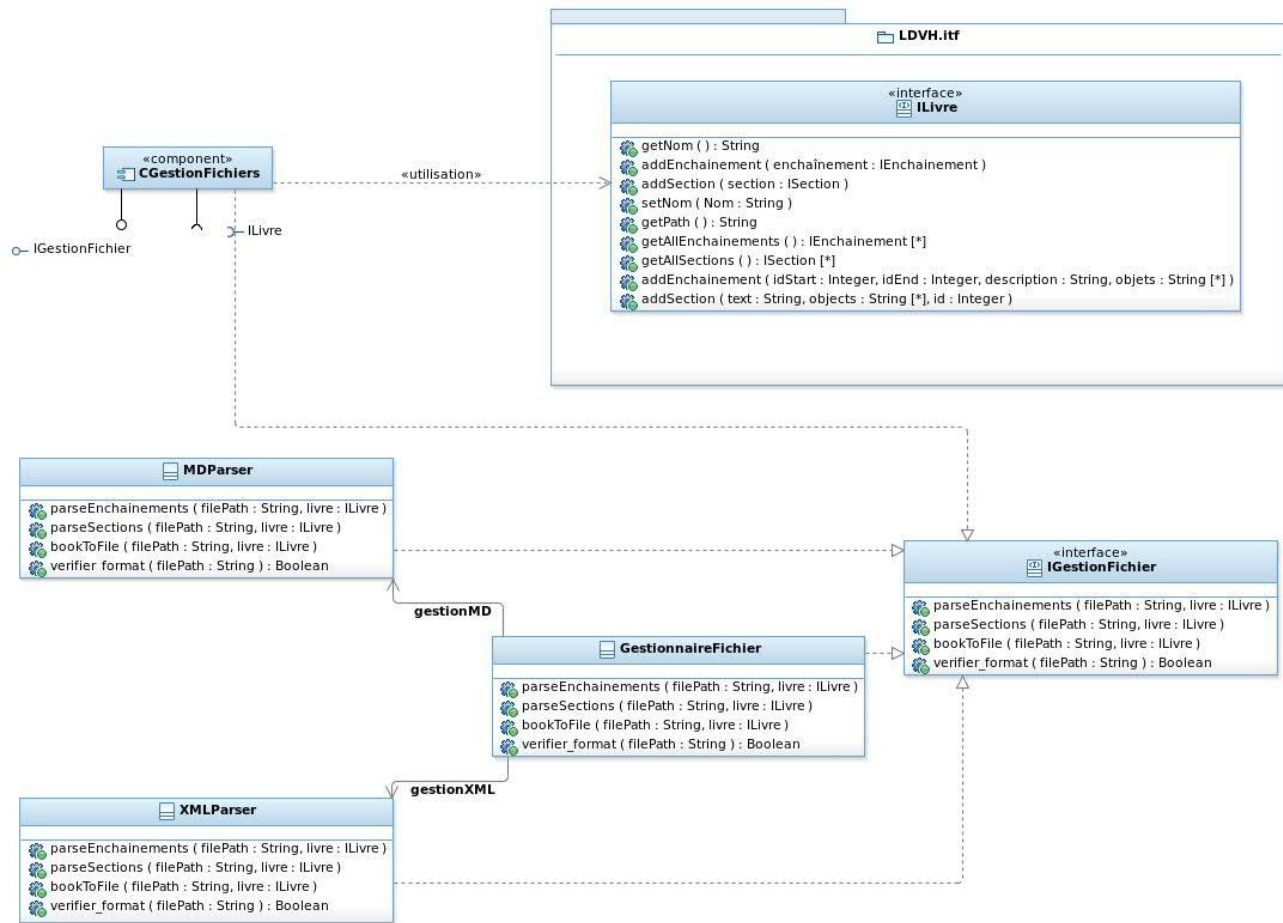 LDVH.itf
«interface»
ILivre
getNom ( ) : String
addEnchainement ( enchaînement : IEnchainement )
addSection ( section : ISection )
setNom ( Nom : String )
getPath ( ) : String
getAllEnchainements ( ) : IEnchainement [*]
getAllSections ( ) : ISection [*]
addEnchainement ( idStart : Integer, idEnd : Integer, description : String, objets : String [*] )
addSection ( text : String, objects : String [*], id : Integer )
«component»
CGestionFichiers
«utilisation»
ILivre
IGestionFichier
MDParser
parseEnchainements ( filePath : String, livre : ILivre )
parseSections ( filePath : String, livre : ILivre )
bookToFile ( filePath : String, livre : ILivre )
verifier_format ( filePath : String ) : Boolean
«interface»
IGestionFichier
parseEnchainements ( filePath : String, livre : ILivre )
parseSections ( filePath : String, livre : ILivre )
bookToFile ( filePath : String, livre : ILivre )
verifier_format ( filePath : String ) : Boolean
gestionMD
GestionnaireFichier
parseEnchainements ( filePath : String, livre : ILivre )
parseSections ( filePath : String, livre : ILivre )
bookToFile ( filePath : String, livre : ILivre )
verifier_format ( filePath : String ) : Boolean
gestionXML
XMLParser
parseEnchainements ( filePath : String, livre : ILivre )
parseSections ( filePath : String, livre : ILivre )
bookToFile ( filePath : String, livre : ILivre )
verifier_format ( filePath : String ) : Boolean